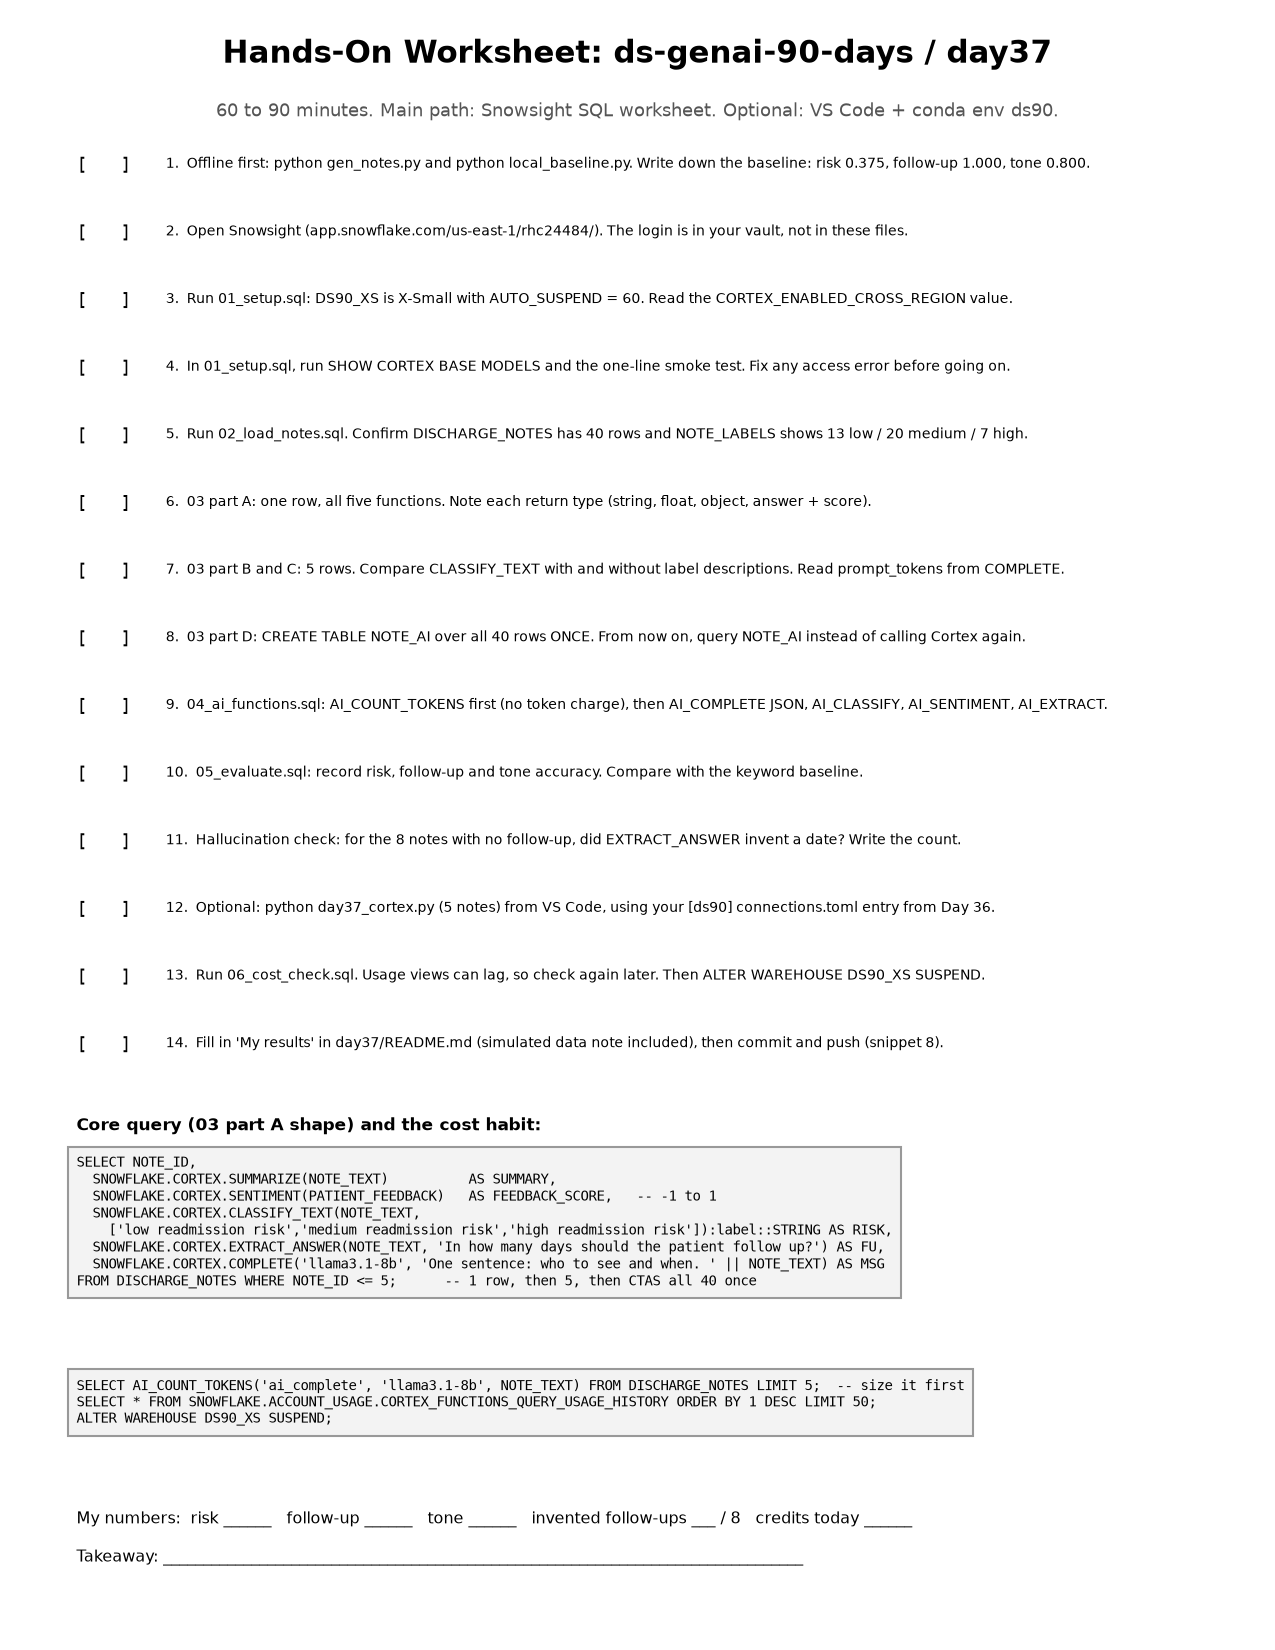 Hands-On Worksheet: ds-genai-90-days / day37
60 to 90 minutes. Main path: Snowsight SQL worksheet. Optional: VS Code + conda env ds90.
[ ] 1. Offline first: python gen_notes.py and python local_baseline.py. Write down the baseline: risk 0.375, follow-up 1.000, tone 0.800.
[ ] 2. Open Snowsight (app.snowflake.com/us-east-1/rhc24484/). The login is in your vault, not in these files.
[ ] 3. Run 01_setup.sql: DS90_XS is X-Small with AUTO_SUSPEND = 60. Read the CORTEX_ENABLED_CROSS_REGION value.
[ ] 4. In 01_setup.sql, run SHOW CORTEX BASE MODELS and the one-line smoke test. Fix any access error before going on.
[ ] 5. Run 02_load_notes.sql. Confirm DISCHARGE_NOTES has 40 rows and NOTE_LABELS shows 13 low / 20 medium / 7 high.
[ ] 6. 03 part A: one row, all five functions. Note each return type (string, float, object, answer + score).
[ ] 7. 03 part B and C: 5 rows. Compare CLASSIFY_TEXT with and without label descriptions. Read prompt_tokens from COMPLETE.
[ ] 8. 03 part D: CREATE TABLE NOTE_AI over all 40 rows ONCE. From now on, query NOTE_AI instead of calling Cortex again.
[ ] 9. 04_ai_functions.sql: AI_COUNT_TOKENS first (no token charge), then AI_COMPLETE JSON, AI_CLASSIFY, AI_SENTIMENT, AI_EXTRACT.
[ ] 10. 05_evaluate.sql: record risk, follow-up and tone accuracy. Compare with the keyword baseline.
[ ] 11. Hallucination check: for the 8 notes with no follow-up, did EXTRACT_ANSWER invent a date? Write the count.
[ ] 12. Optional: python day37_cortex.py (5 notes) from VS Code, using your [ds90] connections.toml entry from Day 36.
[ ] 13. Run 06_cost_check.sql. Usage views can lag, so check again later. Then ALTER WAREHOUSE DS90_XS SUSPEND.
[ ] 14. Fill in 'My results' in day37/README.md (simulated data note included), then commit and push (snippet 8).
Core query (03 part A shape) and the cost habit:
SELECT NOTE_ID,
  SNOWFLAKE.CORTEX.SUMMARIZE(NOTE_TEXT)          AS SUMMARY,
  SNOWFLAKE.CORTEX.SENTIMENT(PATIENT_FEEDBACK)   AS FEEDBACK_SCORE,   -- -1 to 1
  SNOWFLAKE.CORTEX.CLASSIFY_TEXT(NOTE_TEXT,
    ['low readmission risk','medium readmission risk','high readmission risk']):label::STRING AS RISK,
  SNOWFLAKE.CORTEX.EXTRACT_ANSWER(NOTE_TEXT, 'In how many days should the patient follow up?') AS FU,
  SNOWFLAKE.CORTEX.COMPLETE('llama3.1-8b', 'One sentence: who to see and when. ' || NOTE_TEXT) AS MSG
FROM DISCHARGE_NOTES WHERE NOTE_ID <= 5;      -- 1 row, then 5, then CTAS all 40 once
SELECT AI_COUNT_TOKENS('ai_complete', 'llama3.1-8b', NOTE_TEXT) FROM DISCHARGE_NOTES LIMIT 5;  -- size it first
SELECT * FROM SNOWFLAKE.ACCOUNT_USAGE.CORTEX_FUNCTIONS_QUERY_USAGE_HISTORY ORDER BY 1 DESC LIMIT 50;
ALTER WAREHOUSE DS90_XS SUSPEND;
My numbers:  risk ______   follow-up ______   tone ______   invented follow-ups ___ / 8   credits today ______
Takeaway: ________________________________________________________________________________